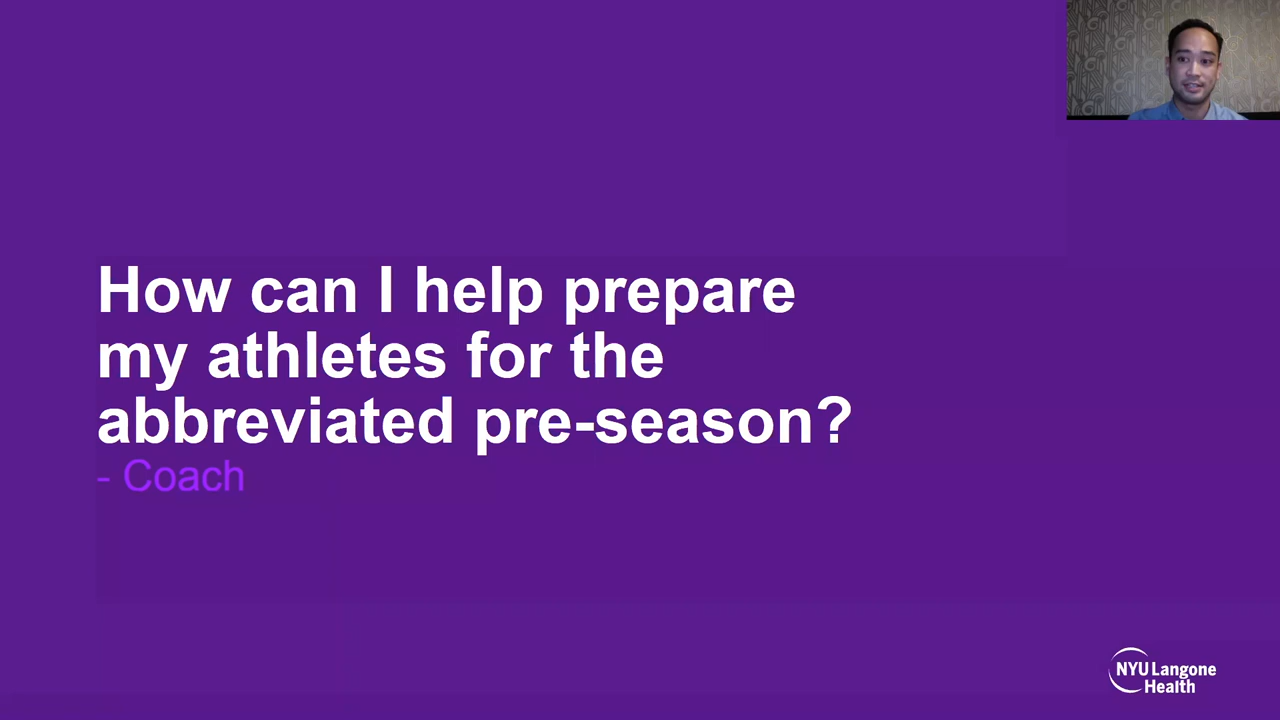 How can I help prepare
my athletes for the
abbreviated pre-season?
- Coach
NYU Langone
Health